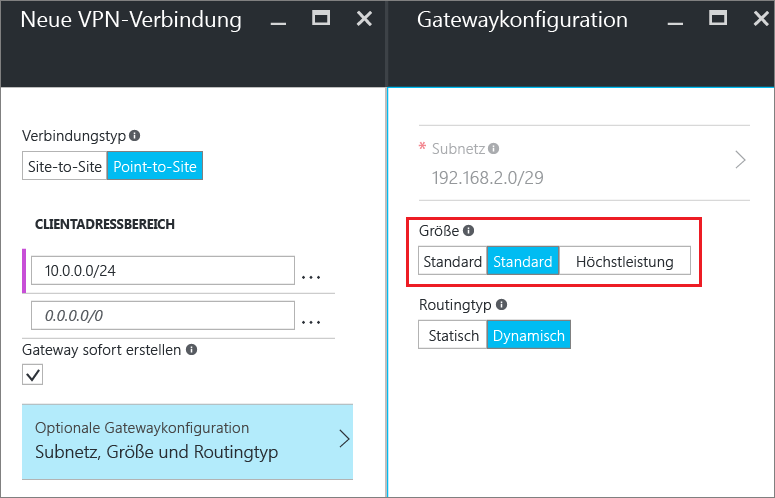 Neue VPN-Verbindung
Verbindungstyp
Site-to-Site Point-to-Site
CLIENTADRESSBEREICH
10.0.0.0/24 ...
0.0.0.0/0 ...
Gateway sofort erstellen
Optionale Gatewaykonfiguration
Subnetz, Größe und Routingtyp
Gatewaykonfiguration
* Subnetz
192.168.2.0/29
Größe
Standard Standard Höchstleistung
Routingtyp
Statisch Dynamisch